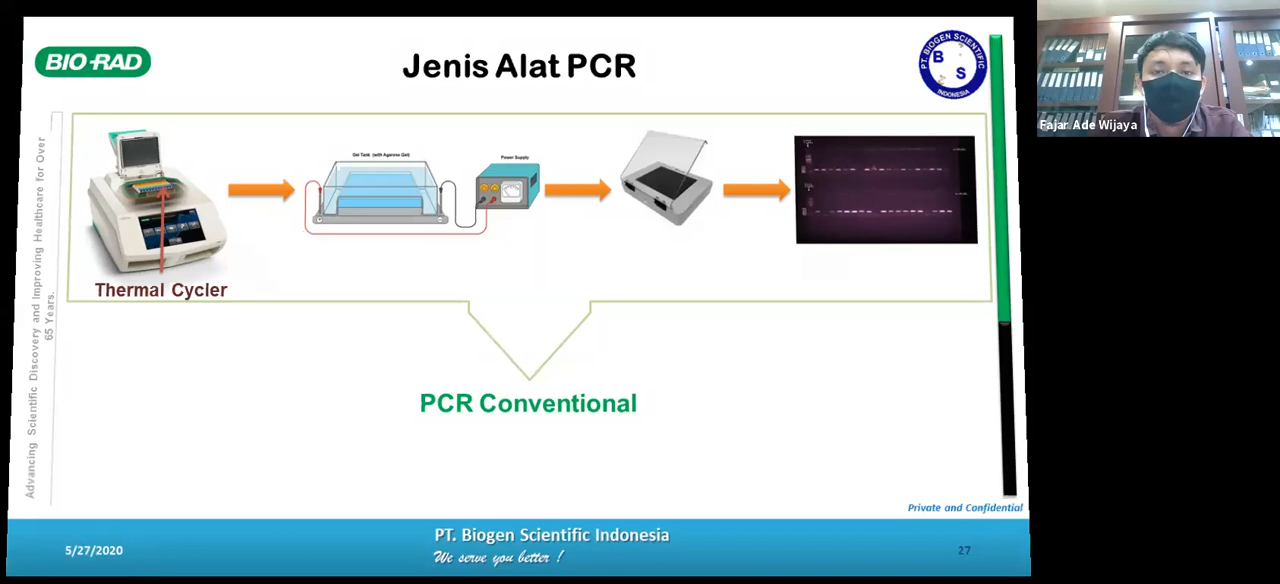 BIO-RAD
Jenis Alat PCR
PT. BIOGEN SCIENTIFIC
B S
INDONESIA
Fajar Ade Wijaya
Advancing Scientific Discovery and Improving Healthcare for Over
65 Years.
Gel Tank (with Agarose Gel)
Power Supply
Thermal Cycler
PCR Conventional
Private and Confidential
5/27/2020
PT. Biogen Scientific Indonesia
We serve you better !
27